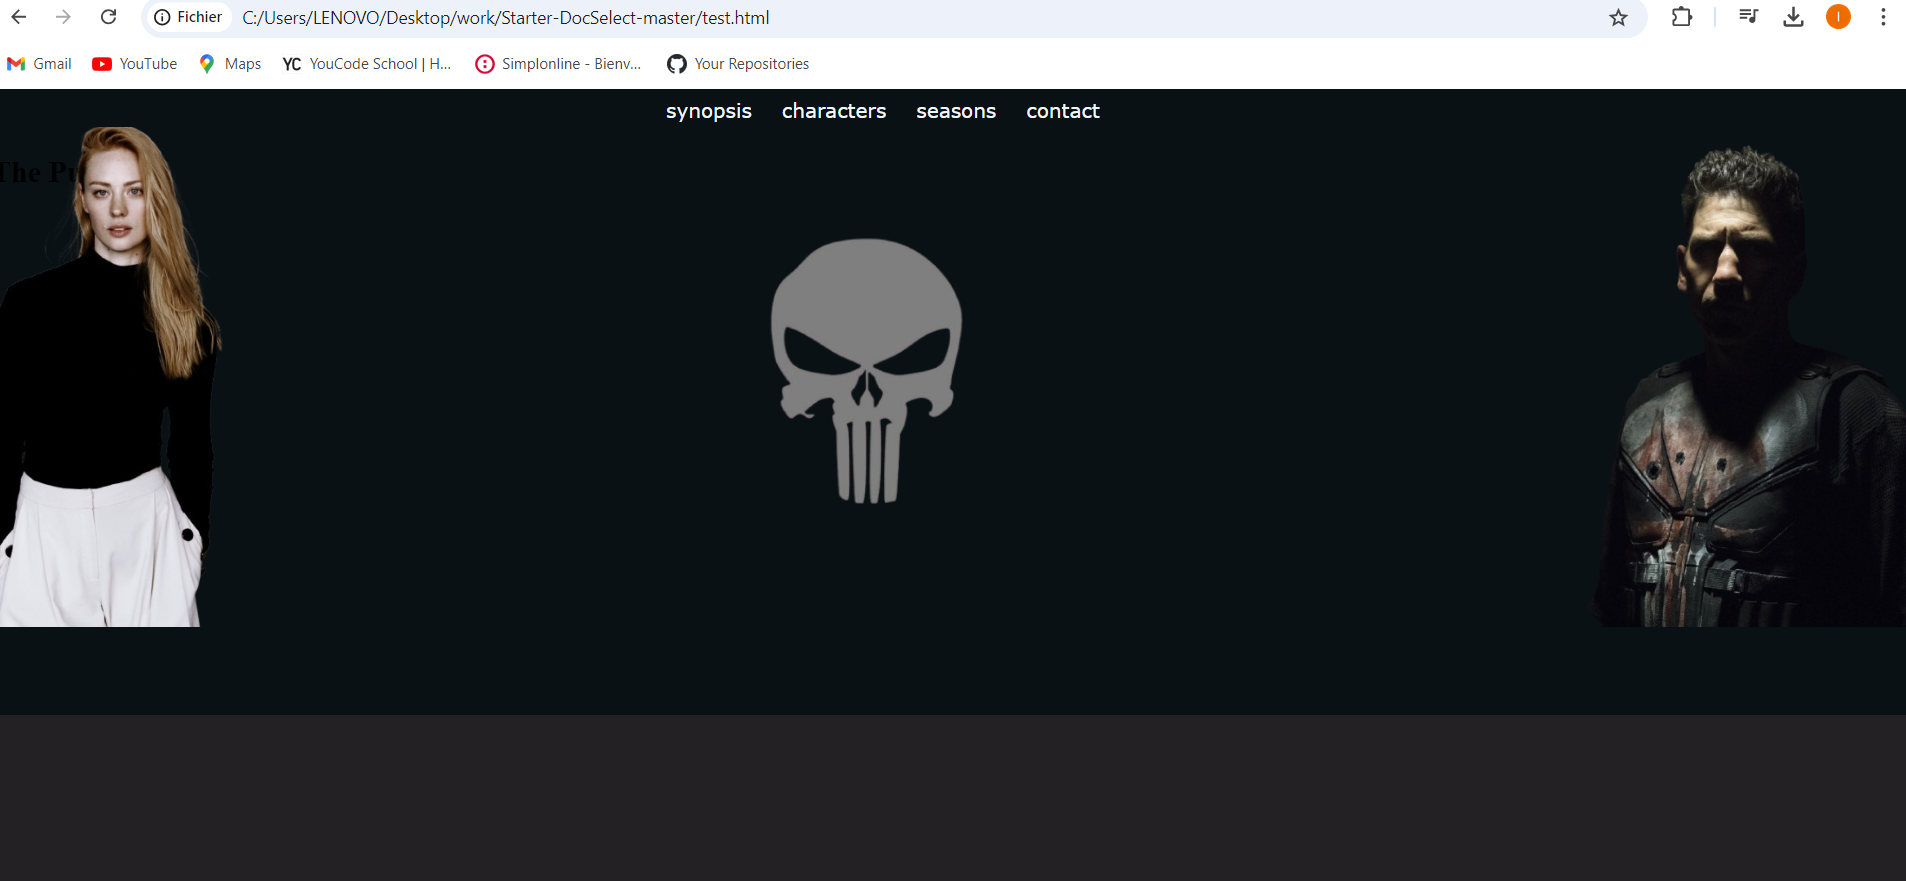 Fichier C:/Users/LENOVO/Desktop/work/Starter-DocSelect-master/test.html I
Gmail YouTube Maps YC YouCode School | H... Simplonline - Bienv... Your Repositories
synopsis characters seasons contact
The